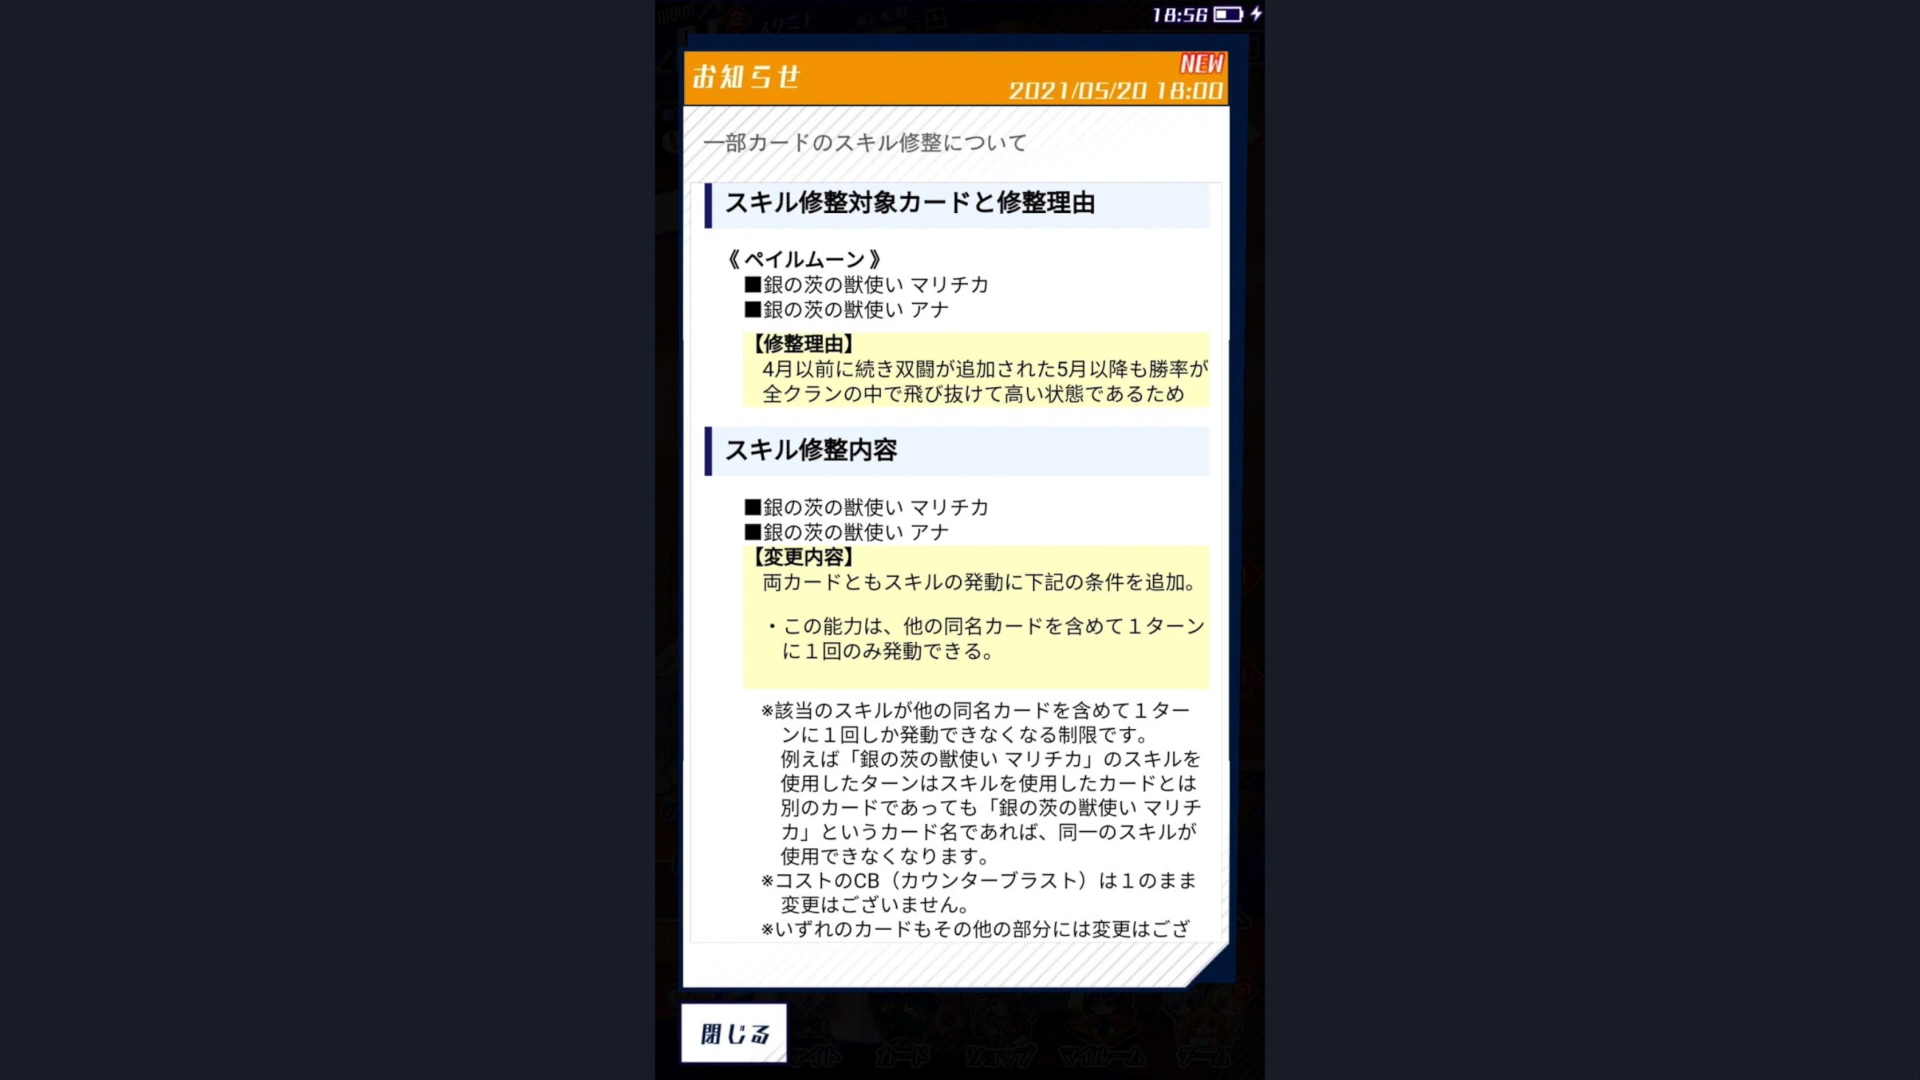 18:56
お知らせ
NEW
2021/05/20 18:00
一部カードのスキル修整について
スキル修整対象カードと修整理由
《 ペイルムーン 》
■銀の茨の獣使い マリチカ
■銀の茨の獣使い アナ
【修整理由】
4月以前に続き双闘が追加された5月以降も勝率が
全クランの中で飛び抜けて高い状態であるため
スキル修整内容
■銀の茨の獣使い マリチカ
■銀の茨の獣使い アナ
【変更内容】
両カードともスキルの発動に下記の条件を追加。
・この能力は、他の同名カードを含めて１ターン
に１回のみ発動できる。
※該当のスキルが他の同名カードを含めて１ター
ンに１回しか発動できなくなる制限です。
例えば「銀の茨の獣使い マリチカ」のスキルを
使用したターンはスキルを使用したカードとは
別のカードであっても「銀の茨の獣使い マリチ
カ」というカード名であれば、同一のスキルが
使用できなくなります。
※コストのCB（カウンターブラスト）は１のまま
変更はございません。
※いずれのカードもその他の部分には変更はござ
閉じる
カード
ショップ
マイルーム
チーム